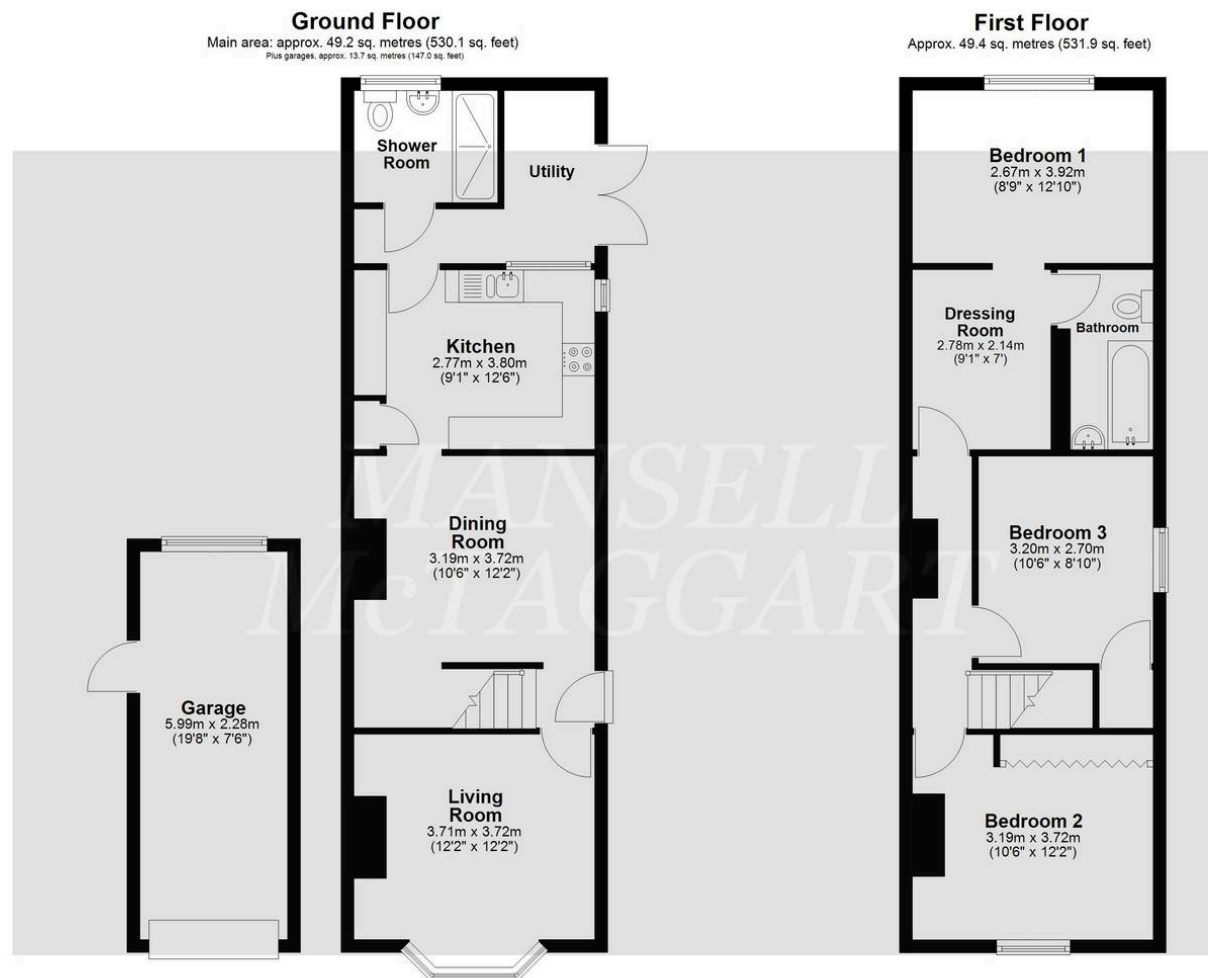 Ground Floor
Main area: approx. 49.2 sq. metres (530.1 sq. feet)
Plus garages, approx. 13.7 sq. metres (147.0 sq. feet)
Shower
Room
Utility
Kitchen
2.77m x 3.80m
(9'1" x 12'6")
Dining
Room
3.19m x 3.72m
(10'6" x 12'2")
Garage
5.99m x 2.28m
(19'8" x 7'6")
Living
Room
3.71m x 3.72m
(12'2" x 12'2")
First Floor
Approx. 49.4 sq. metres (531.9 sq. feet)
Bedroom 1
2.67m x 3.92m
(8'9" x 12'10")
Dressing
Room
2.78m x 2.14m
(9'1" x 7')
Bathroom
Bedroom 3
3.20m x 2.70m
(10'6" x 8'10")
Bedroom 2
3.19m x 3.72m
(10'6" x 12'2")
MANSELL
McTAGGART